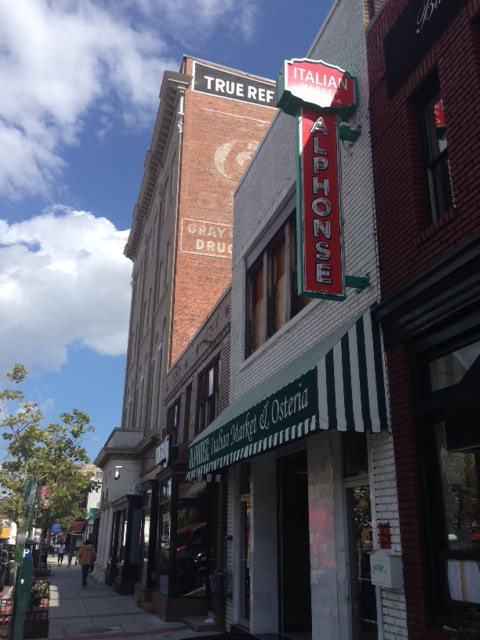 TRUE REF
GRAY
DRUG
ITALIAN
ALPHONSE
Italian Market & Osteria